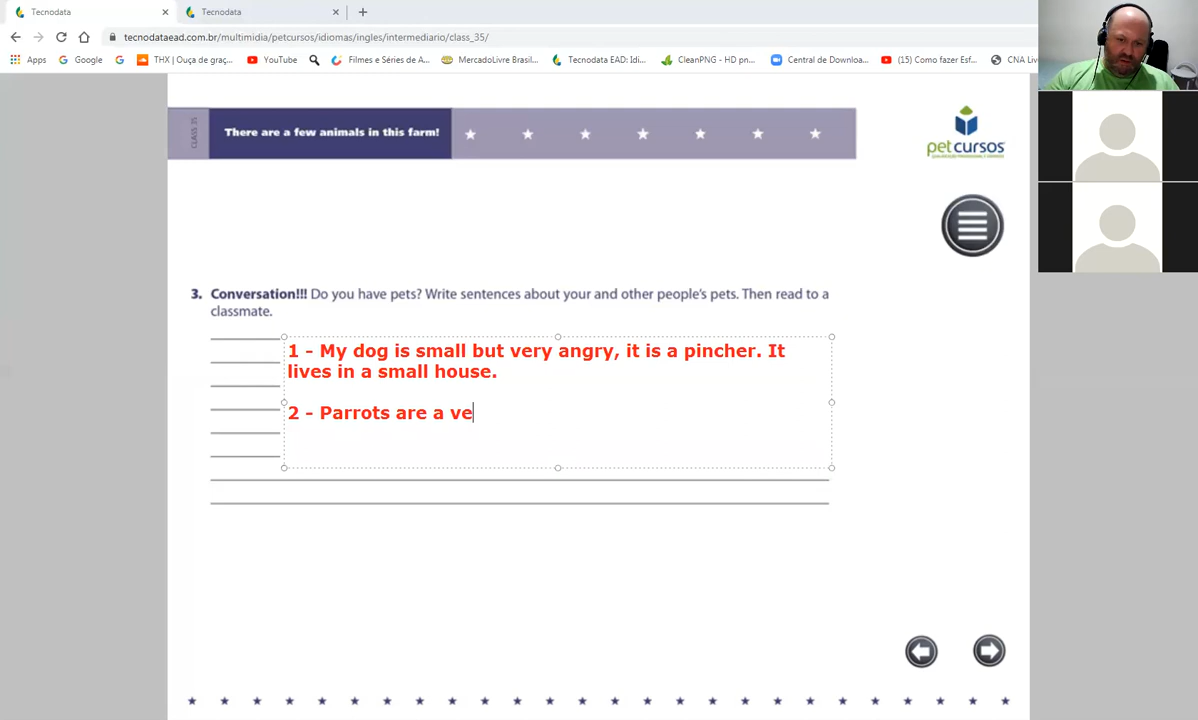 Tecnodata
Tecnodata
tecnodataead.com.br/multimidia/petcursos/idiomas/ingles/intermediario/class_35/
Apps
Google
THX | Ouça de graç...
YouTube
Filmes e Séries de A...
MercadoLivre Brasil...
Tecnodata EAD: Idi...
CleanPNG - HD pn...
Central de Downloa...
(15) Como fazer Esf...
CNA Liv
CLASS 35
There are a few animals in this farm!
petcursos
3. Conversation!!! Do you have pets? Write sentences about your and other people's pets. Then read to a
classmate.
1 - My dog is small but very angry, it is a pincher. It
lives in a small house.
2 - Parrots are a ve